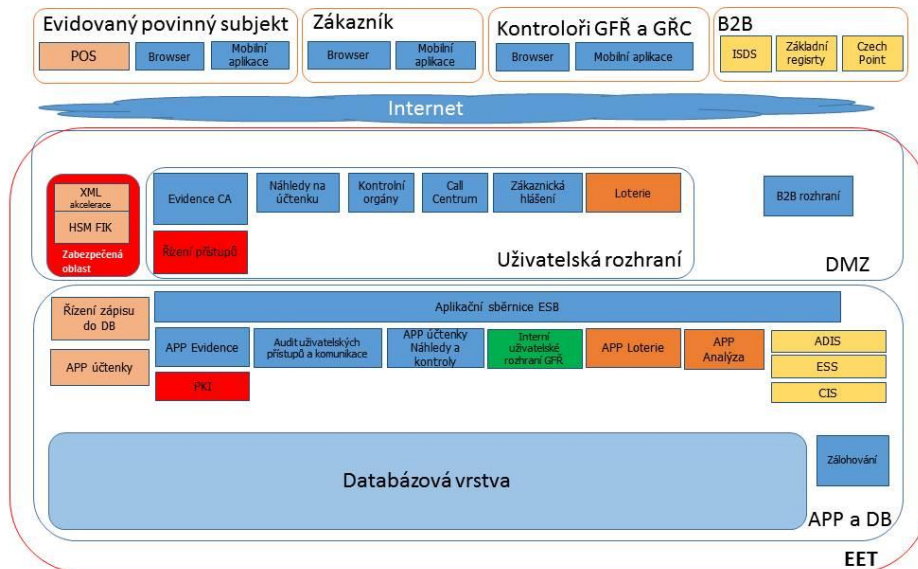 Evidovaný povinný subjekt
POS
Browser
Mobilní
aplikace
Zákazník
Browser
Mobilní
aplikace
Kontroloři GFŘ a GŘC
Browser
Mobilní aplikace
B2B
ISDS
Základní
regisrty
Czech
Point
Internet
XML
akcelerace
HSM FIK
Zabezpečená
oblast
Evidence CA
Náhledy na
účtenku
Kontrolní
orgány
Call
Centrum
Zákaznická
hlášení
Loterie
Řízení přístupů
Uživatelská rozhraní
B2B rozhraní
DMZ
Řízení zápisu
do DB
APP účtenky
Aplikační sběrnice ESB
APP Evidence
Audit uživatelských
přístupů a komunikace
APP účtenky
Náhledy a
kontroly
Interní
uživatelské
rozhraní GFŘ
APP Loterie
APP
Analýza
ADIS
ESS
CIS
PKI
Databázová vrstva
Zálohování
APP a DB
EET